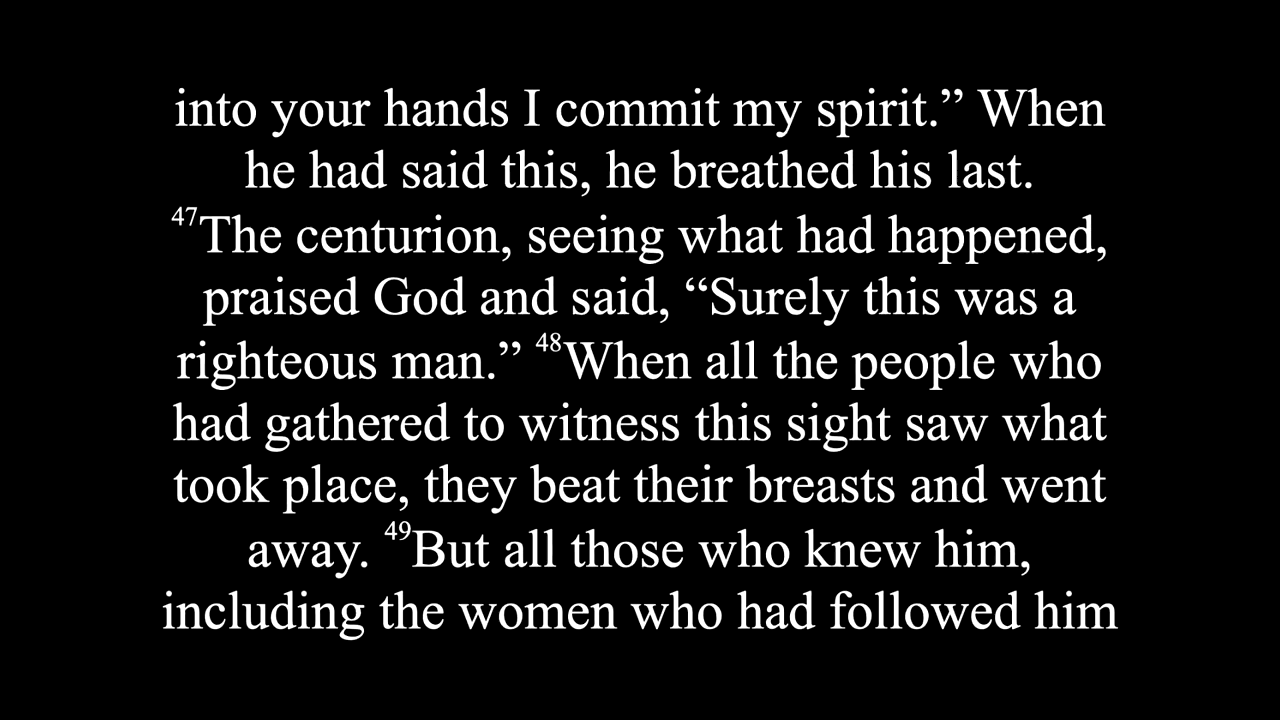 into your hands I commit my spirit.” When
he had said this, he breathed his last.
47The centurion, seeing what had happened,
praised God and said, “Surely this was a
righteous man.” 48When all the people who
had gathered to witness this sight saw what
took place, they beat their breasts and went
away. 49But all those who knew him,
including the women who had followed him